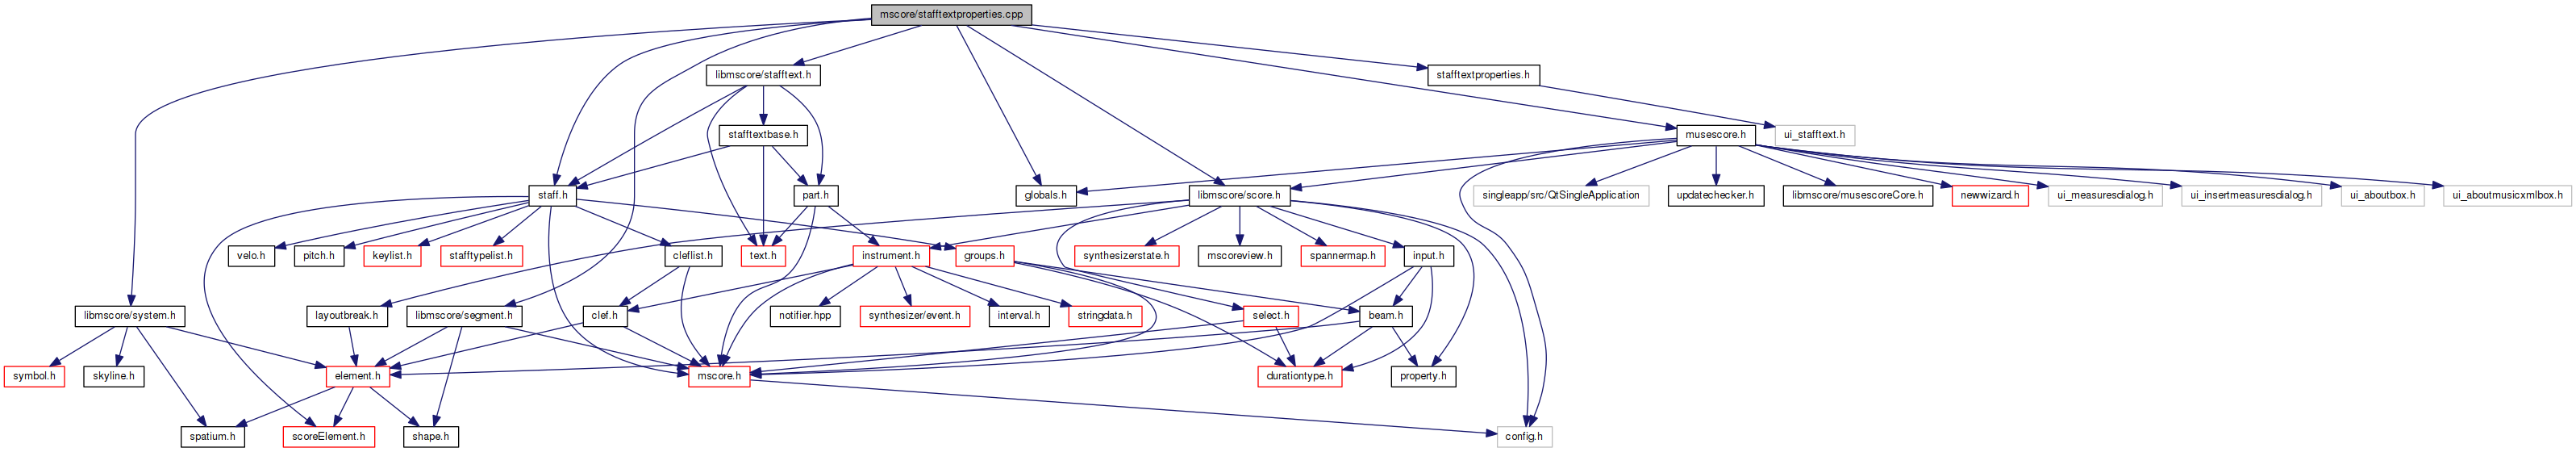 mscore/stafftextproperties.cpp
libmscore/stafftext.h
stafftextproperties.h
stafftextbase.h
musescore.h
ui_stafftext.h
staff.h
part.h
globals.h
libmscore/score.h
singleapp/src/QtSingleApplication
updatechecker.h
libmscore/musescoreCore.h
newwizard.h
ui_measuresdialog.h
ui_insertmeasuresdialog.h
ui_aboutbox.h
ui_aboutmusicxmlbox.h
velo.h
pitch.h
keylist.h
stafftypelist.h
cleflist.h
text.h
instrument.h
groups.h
synthesizerstate.h
mscoreview.h
spannermap.h
input.h
libmscore/system.h
layoutbreak.h
libmscore/segment.h
clef.h
notifier.hpp
synthesizer/event.h
interval.h
stringdata.h
select.h
beam.h
symbol.h
skyline.h
element.h
mscore.h
durationtype.h
property.h
spatium.h
scoreElement.h
shape.h
config.h